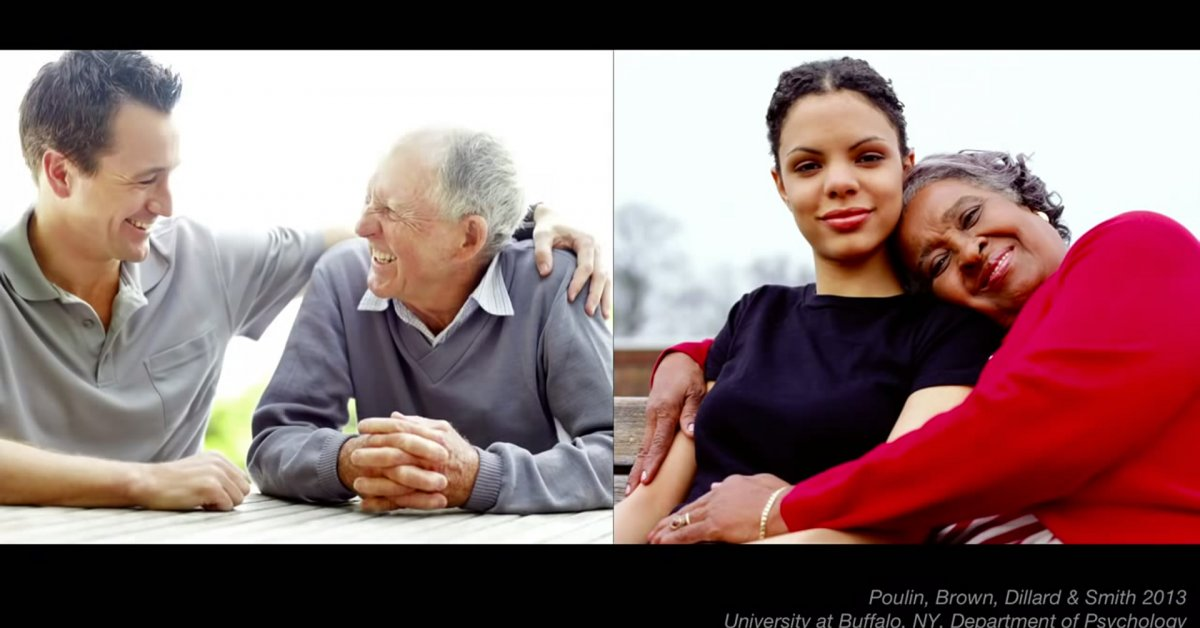 Poulin, Brown, Dillard & Smith 2013
University at Buffalo, NY, Department of Psychology